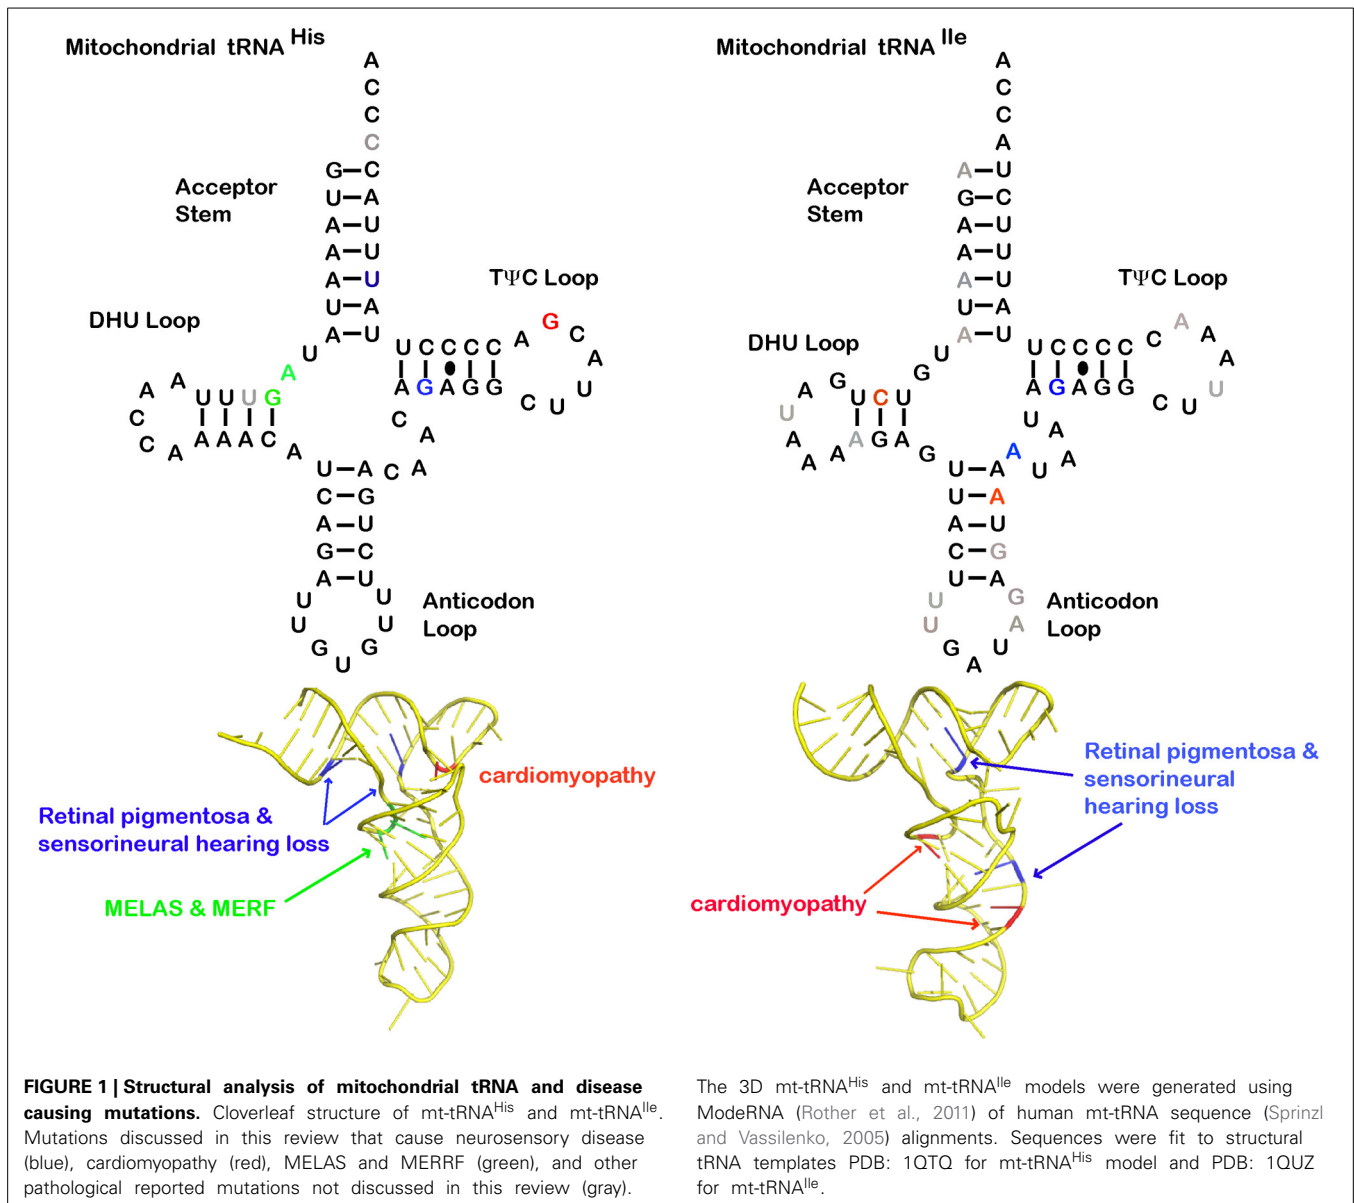 Mitochondrial tRNA His
A
C
C
C
G–C
U–A
A–U
A–U
A–U
U–A
A–U
Acceptor
Stem
DHU Loop
U
A
A A U U U G
C
C A A A A C A
TΨC Loop
U C C C C A G C A
A G A G G C U U
C
A
A
C
U–A
C–G
A–U
G–C
A–U
U U
U U
G G
U
Anticodon
Loop
Retinal pigmentosa &
sensorineural hearing loss
MELAS & MERF
cardiomyopathy
Mitochondrial tRNA Ile
A
C
C
A
A–U
G–C
A–U
A–U
A–U
U–A
A–U
Acceptor
Stem
DHU Loop
U
G
U A G U C U
A
A A A G A G
TΨC Loop
U C C C C C A A A
A G A G G C U U
U
A
A
U
A
U–A
U–A
A–U
C–G
U–A
U G
U A
G U
A
Anticodon
Loop
Retinal pigmentosa &
sensorineural
hearing loss
cardiomyopathy
FIGURE 1 | Structural analysis of mitochondrial tRNA and disease
causing mutations. Cloverleaf structure of mt-tRNAHis and mt-tRNAIle.
Mutations discussed in this review that cause neurosensory disease
(blue), cardiomyopathy (red), MELAS and MERRF (green), and other
pathological reported mutations not discussed in this review (gray).
The 3D mt-tRNAHis and mt-tRNAIle models were generated using
ModeRNA (Rother et al., 2011) of human mt-tRNA sequence (Sprinzl
and Vassilenko, 2005) alignments. Sequences were fit to structural
tRNA templates PDB: 1QTQ for mt-tRNAHis model and PDB: 1QUZ
for mt-tRNAIle.